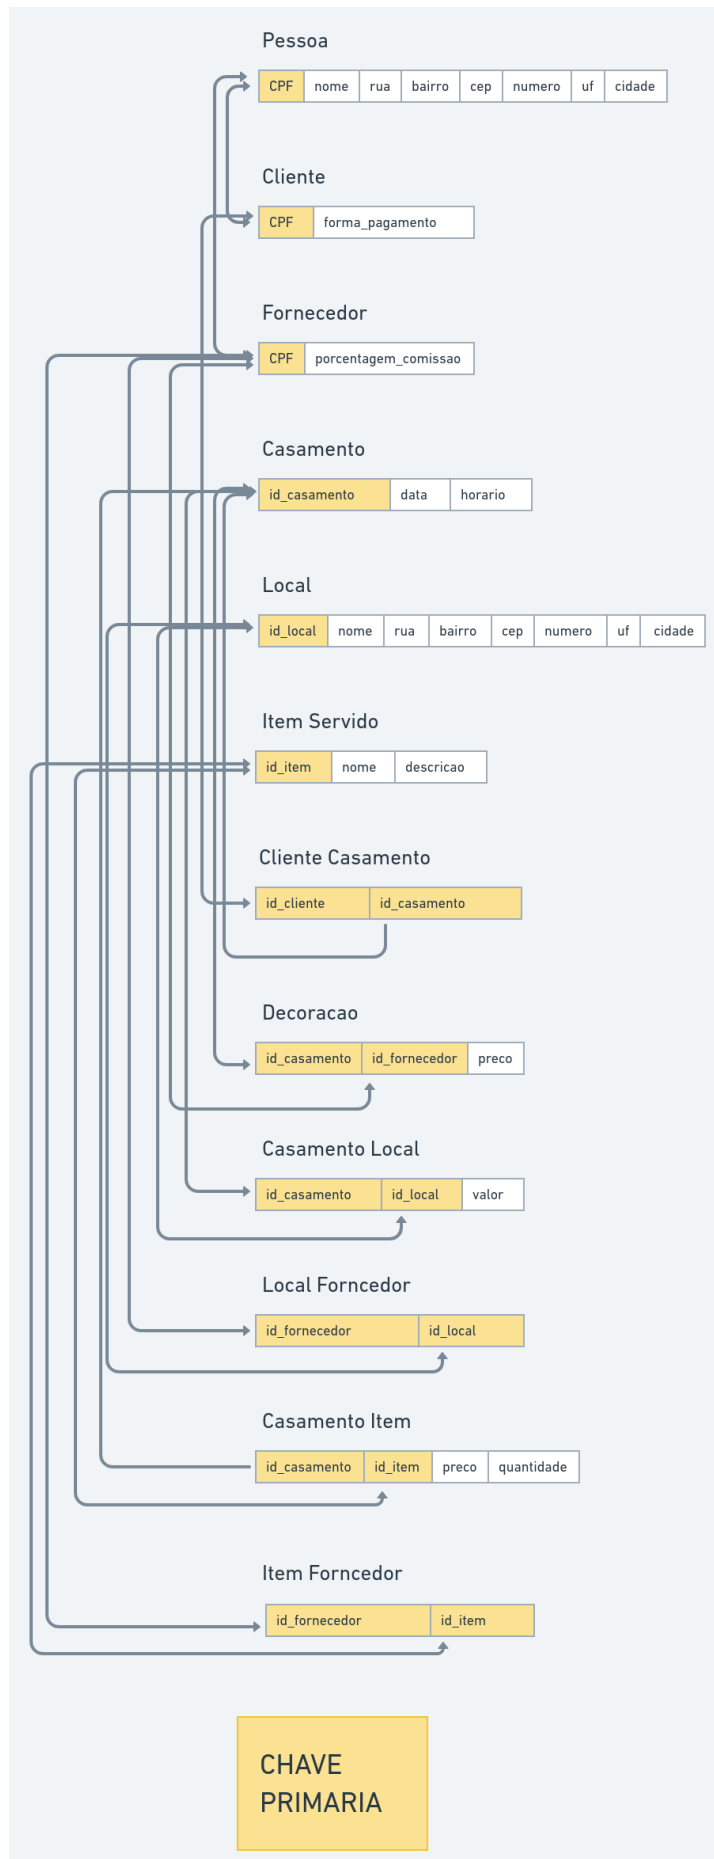 Pessoa
CPF nome rua bairro cep numero uf cidade
Cliente
CPF forma_pagamento
Fornecedor
CPF porcentagem_comissao
Casamento
id_casamento data horario
Local
id_local nome rua bairro cep numero uf cidade
Item Servido
id_item nome descricao
Cliente Casamento
id_cliente id_casamento
Decoracao
id_casamento id_fornecedor preco
Casamento Local
id_casamento id_local valor
Local Forncedor
id_fornecedor id_local
Casamento Item
id_casamento id_item preco quantidade
Item Forncedor
id_fornecedor id_item
CHAVE
PRIMARIA